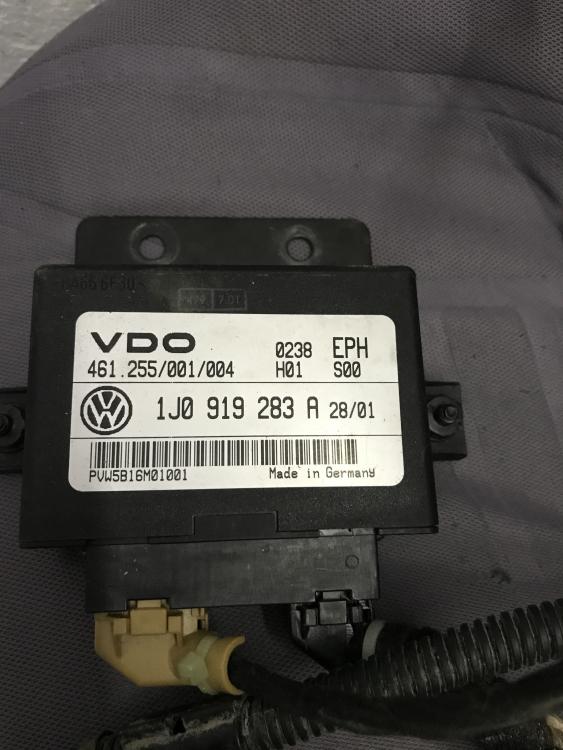 VDO
461.255/001/004
0238 EPH
H01 S00
1J0 919 283 A 28/01
PVW5B16M01001
Made in Germany